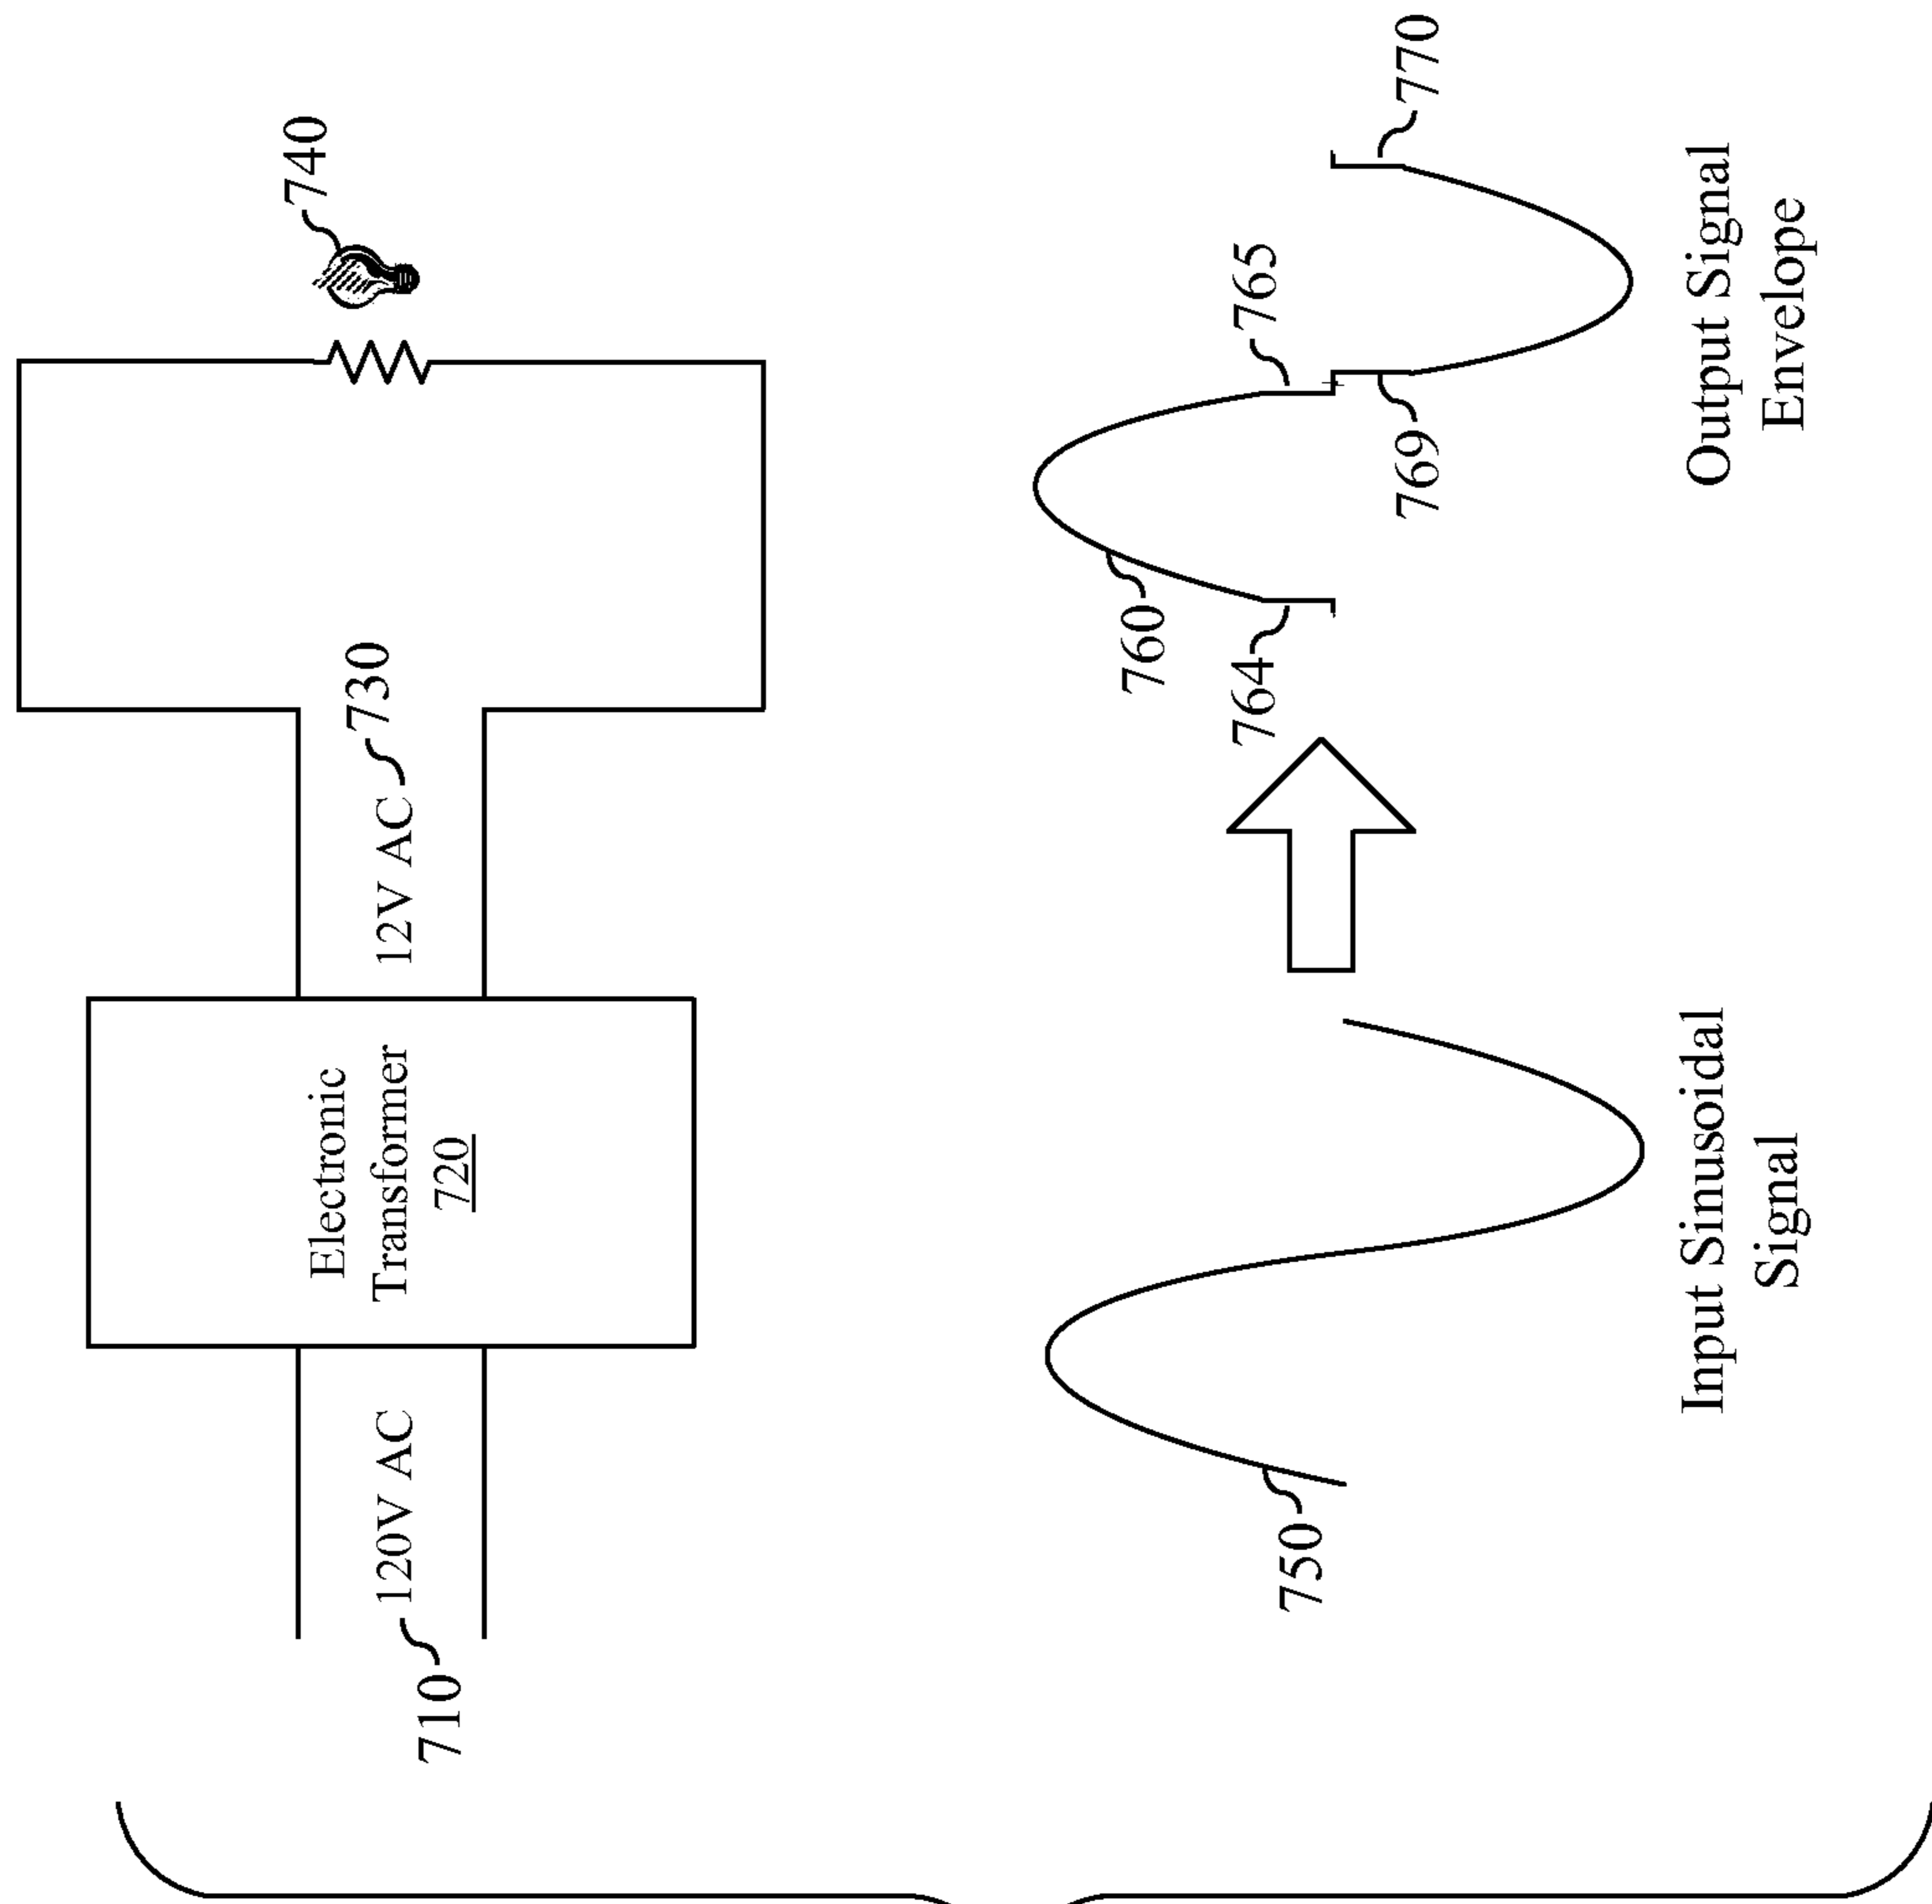 710
120V AC
Electronic
Transformer
720
12V AC
730
740
750
Input Sinusoidal
Signal
760
764
765
769
770
Output Signal
Envelope